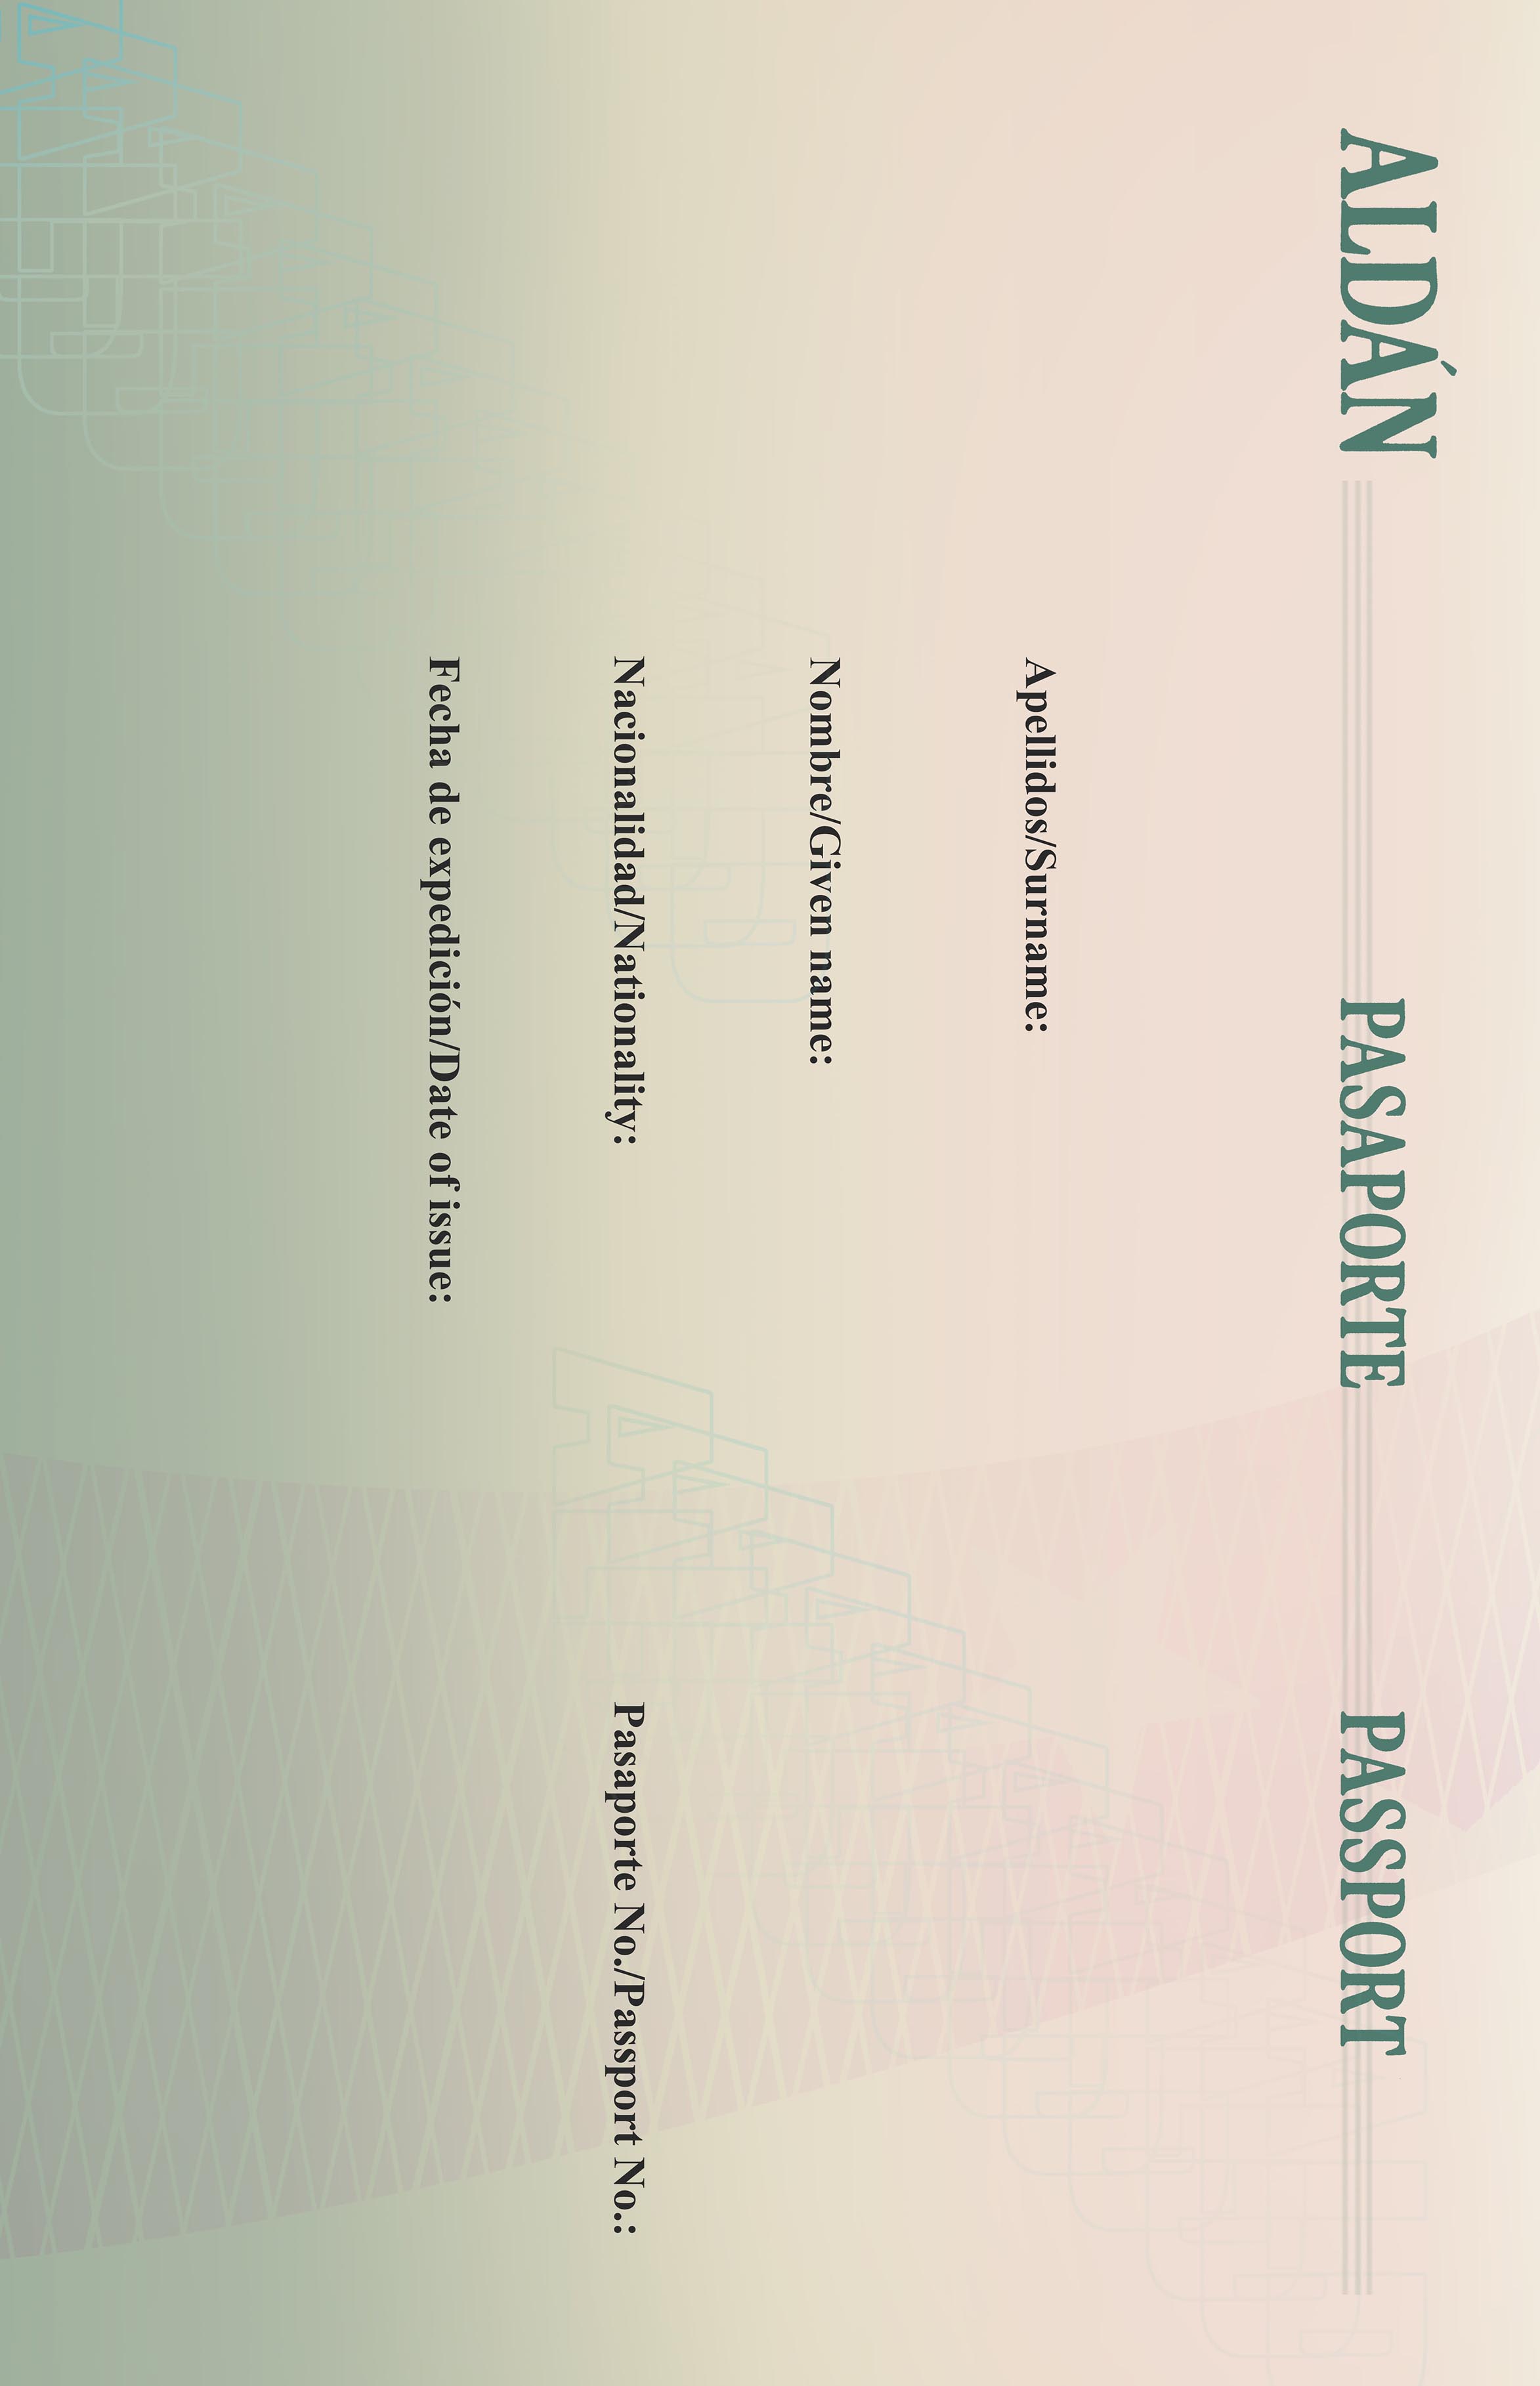 ALDÁN PASAPORTE PASSPORT
Apellidos/Surname:
Nombre/Given name:
Nacionalidad/Nationality: Pasaporte No./Passport No.:
Fecha de expedición/Date of issue: